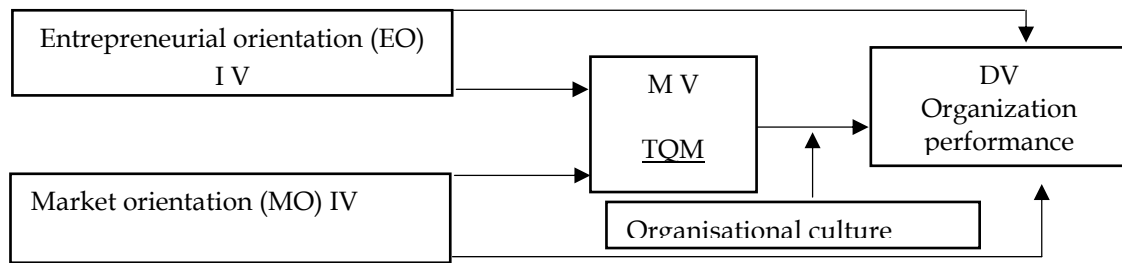 Entrepreneurial orientation (EO)
I V
M V
TQM
DV
Organization
performance
Market orientation (MO) IV
Organisational culture